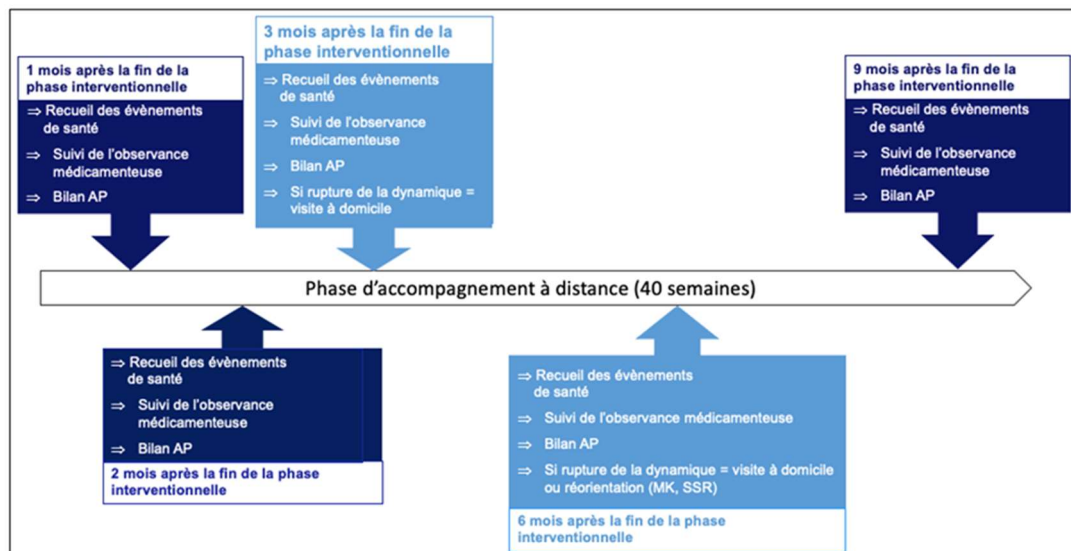 1 mois après la fin de la
phase interventionnelle
⇒ Recueil des évènements
de santé
⇒ Suivi de l'observance
médicamenteuse
⇒ Bilan AP
3 mois après la fin de la
phase interventionnelle
⇒ Recueil des évènements
de santé
⇒ Suivi de l'observance
médicamenteuse
⇒ Bilan AP
⇒ Si rupture de la dynamique =
visite à domicile
9 mois après la fin de la
phase interventionnelle
⇒ Recueil des évènements
de santé
⇒ Suivi de l'observance
médicamenteuse
⇒ Bilan AP
Phase d'accompagnement à distance (40 semaines)
⇒ Recueil des évènements
de santé
⇒ Suivi de l'observance
médicamenteuse
⇒ Bilan AP
2 mois après la fin de la phase
interventionnelle
⇒ Recueil des évènements
de santé
⇒ Suivi de l'observance médicamenteuse
⇒ Bilan AP
⇒ Si rupture de la dynamique = visite à domicile
ou réorientation (MK, SSR)
6 mois après la fin de la phase
interventionnelle